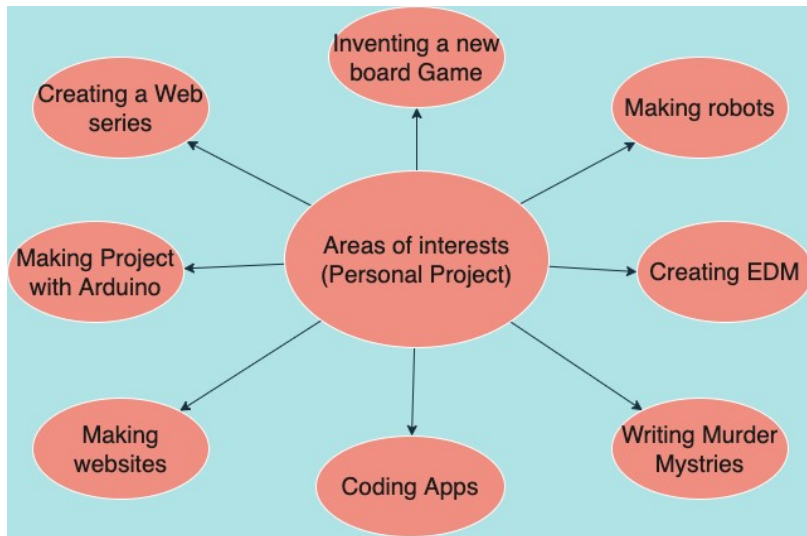 Inventing a new
board Game
Creating a Web
series
Making robots
Areas of interests
(Personal Project)
Making Project
with Arduino
Creating EDM
Making
websites
Coding Apps
Writing Murder
Mystries